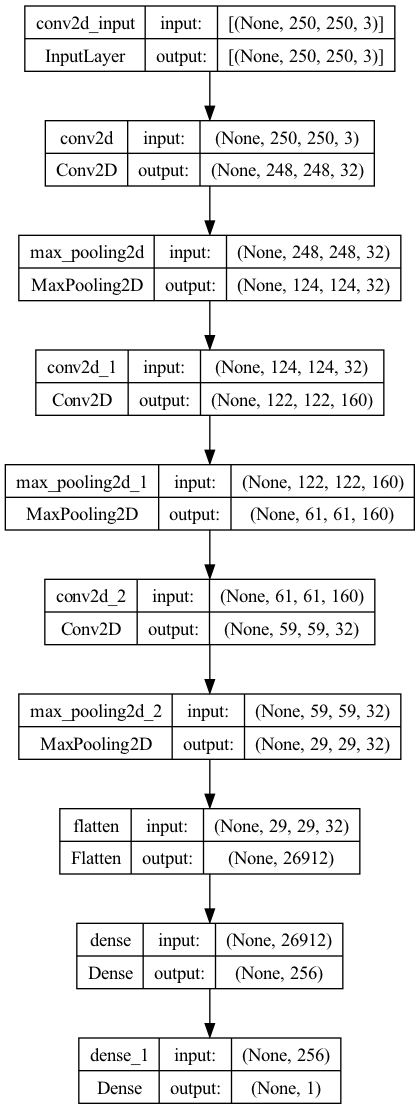 conv2d_input input: [(None, 250, 250, 3)]
InputLayer output: [(None, 250, 250, 3)]
conv2d input: (None, 250, 250, 3)
Conv2D output: (None, 248, 248, 32)
max_pooling2d input: (None, 248, 248, 32)
MaxPooling2D output: (None, 124, 124, 32)
conv2d_1 input: (None, 124, 124, 32)
Conv2D output: (None, 122, 122, 160)
max_pooling2d_1 input: (None, 122, 122, 160)
MaxPooling2D output: (None, 61, 61, 160)
conv2d_2 input: (None, 61, 61, 160)
Conv2D output: (None, 59, 59, 32)
max_pooling2d_2 input: (None, 59, 59, 32)
MaxPooling2D output: (None, 29, 29, 32)
flatten input: (None, 29, 29, 32)
Flatten output: (None, 26912)
dense input: (None, 26912)
Dense output: (None, 256)
dense_1 input: (None, 256)
Dense output: (None, 1)